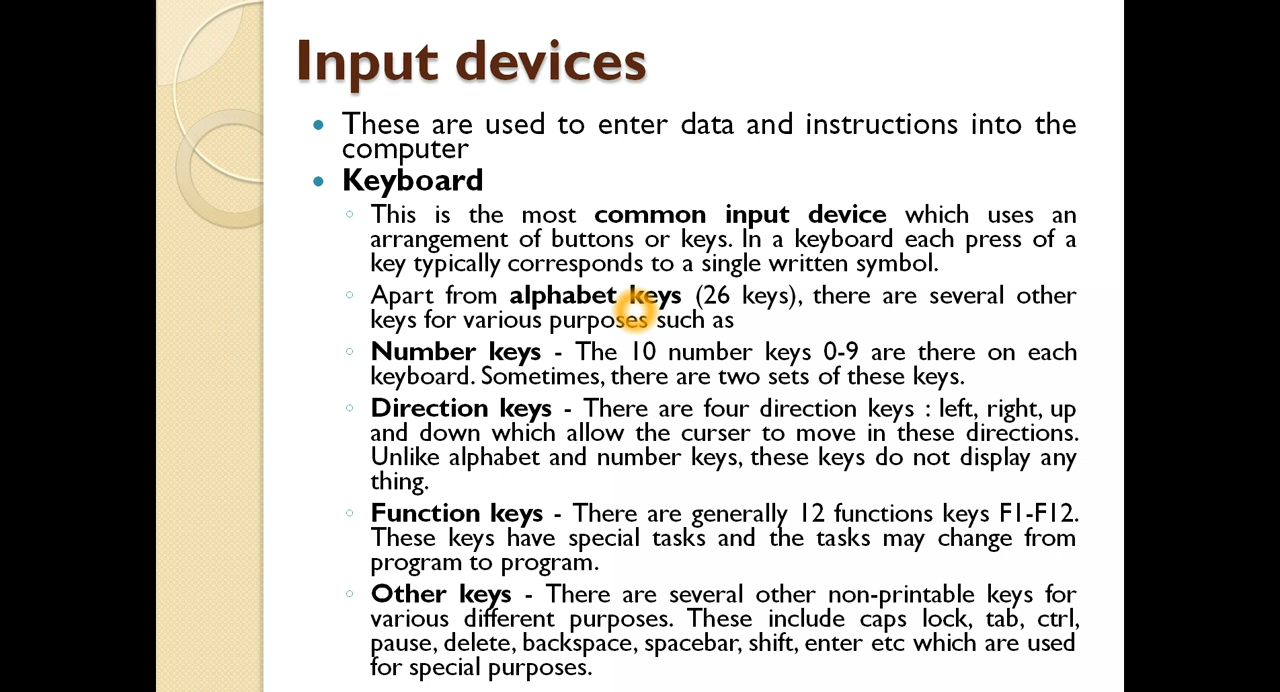 Input devices
• These are used to enter data and instructions into the
computer
• Keyboard
◦ This is the most common input device which uses an
arrangement of buttons or keys. In a keyboard each press of a
key typically corresponds to a single written symbol.
◦ Apart from alphabet keys (26 keys), there are several other
keys for various purposes such as
◦ Number keys - The 10 number keys 0-9 are there on each
keyboard. Sometimes, there are two sets of these keys.
◦ Direction keys - There are four direction keys : left, right, up
and down which allow the curser to move in these directions.
Unlike alphabet and number keys, these keys do not display any
thing.
◦ Function keys - There are generally 12 functions keys F1-F12.
These keys have special tasks and the tasks may change from
program to program.
◦ Other keys - There are several other non-printable keys for
various different purposes. These include caps lock, tab, ctrl,
pause, delete, backspace, spacebar, shift, enter etc which are used
for special purposes.